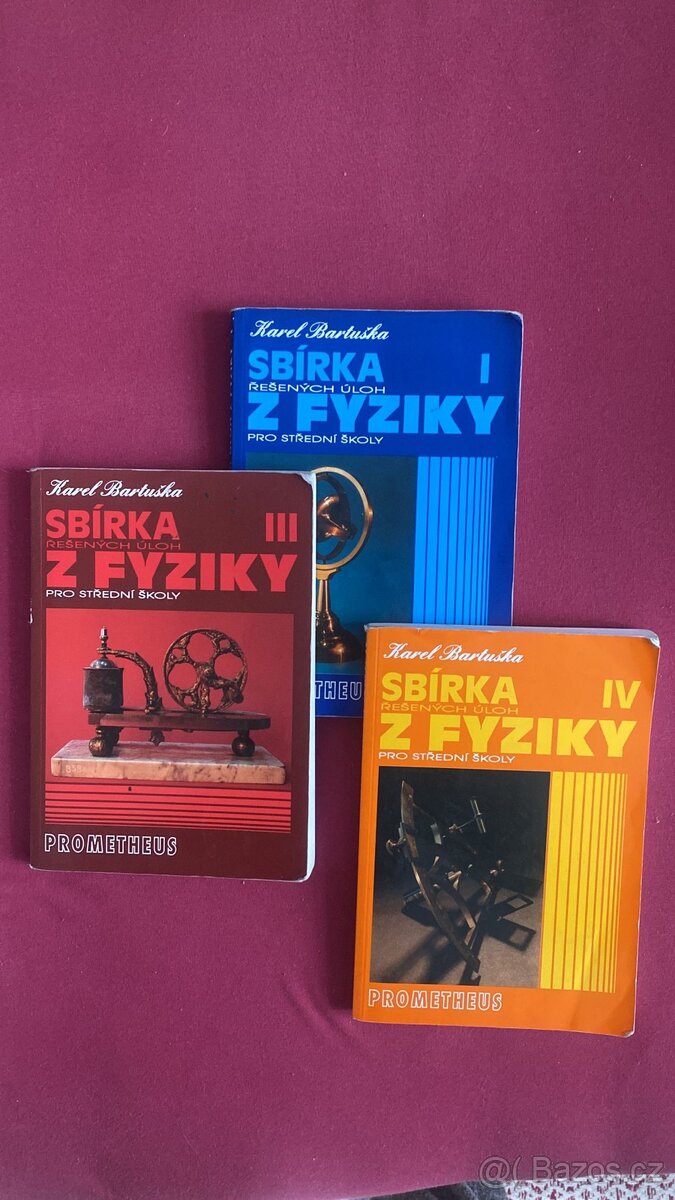 Karel Bartuška
SBÍRKA I
ŘEŠENÝCH ÚLOH
Z FYZIKY
PRO STŘEDNÍ ŠKOLY
THEUS
Karel Bartuška
SBÍRKA III
ŘEŠENÝCH ÚLOH
Z FYZIKY
PRO STŘEDNÍ ŠKOLY
PROMETHEUS
Karel Bartuška
SBÍRKA IV
ŘEŠENÝCH ÚLOH
Z FYZIKY
PRO STŘEDNÍ ŠKOLY
PROMETHEUS
@( Bazos.cz